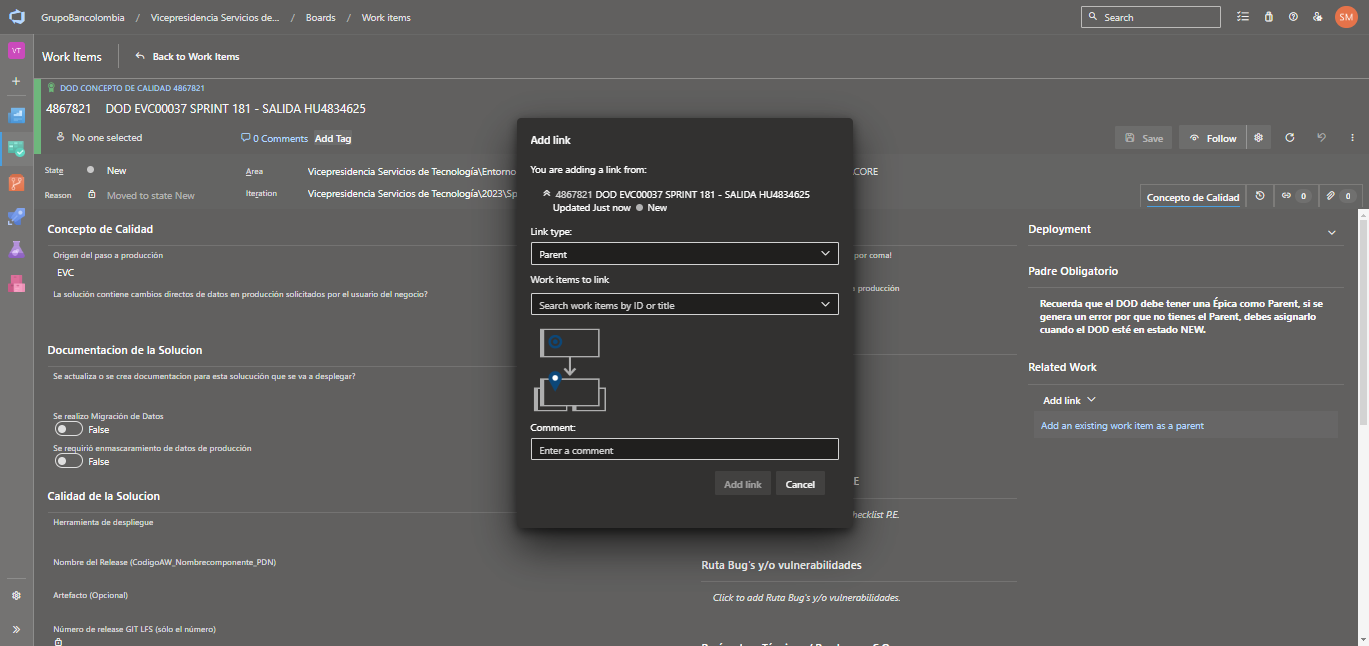 GrupoBancolombia / Vicepresidencia Servicios de... / Boards / Work items
Search
SM
VT
Work Items
Back to Work Items
DOD CONCEPTO DE CALIDAD 4867821
4867821 DOD EVC00037 SPRINT 181 - SALIDA HU4834625
No one selected
0 Comments
Add Tag
Save
Follow
State
New
Area
Vicepresidencia Servicios de Tecnología\Entorno
CORE
Reason
Moved to state New
Iteration
Vicepresidencia Servicios de Tecnología\2023\Sp
Concepto de Calidad
0
0
Concepto de Calidad
Origen del paso a producción
EVC
La solución contiene cambios directos de datos en producción solicitados por el usuario del negocio?
Documentacion de la Solucion
Se actualiza o se crea documentacion para esta solucución que se va a desplegar?
Se realizo Migración de Datos
False
Se requirió enmascaramiento de datos de producción
False
Calidad de la Solucion
Herramienta de despliegue
Nombre del Release (CodigoAW_Nombrecomponente_PDN)
Artefacto (Opcional)
Número de release GIT LFS (sólo el número)
Add link
You are adding a link from:
4867821 DOD EVC00037 SPRINT 181 - SALIDA HU4834625
Updated Just now New
Link type:
Parent
Work items to link
Search work items by ID or title
Comment:
Enter a comment
Add link
Cancel
por comal
producción
E
hecklist P.E.
Ruta Bug's y/o vulnerabilidades
Click to add Ruta Bug's y/o vulnerabilidades.
Deployment
Padre Obligatorio
Recuerda que el DOD debe tener una Épica como Parent, si se
genera un error por que no tienes el Parent, debes asignarlo
cuando el DOD esté en estado NEW.
Related Work
Add link
Add an existing work item as a parent